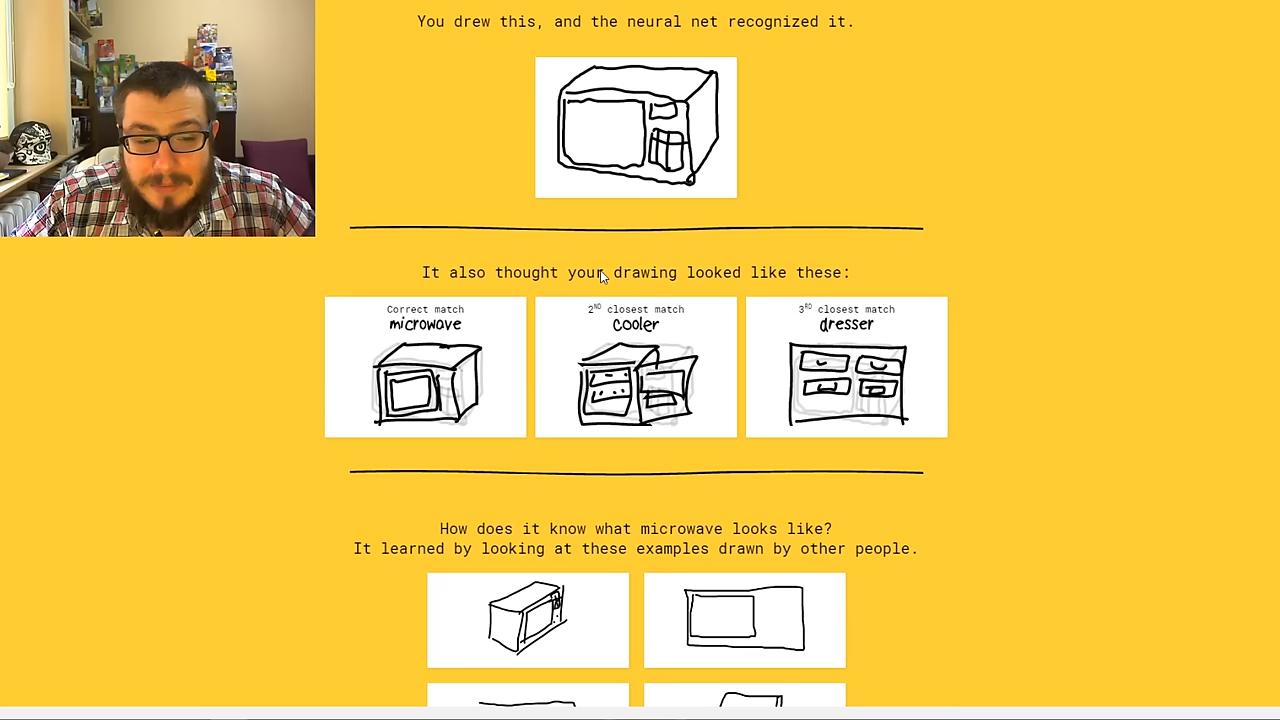 You drew this, and the neural net recognized it.
It also thought your drawing looked like these:
Correct match
microwave
2ND closest match
cooler
3RD closest match
dresser
How does it know what microwave looks like?
It learned by looking at these examples drawn by other people.